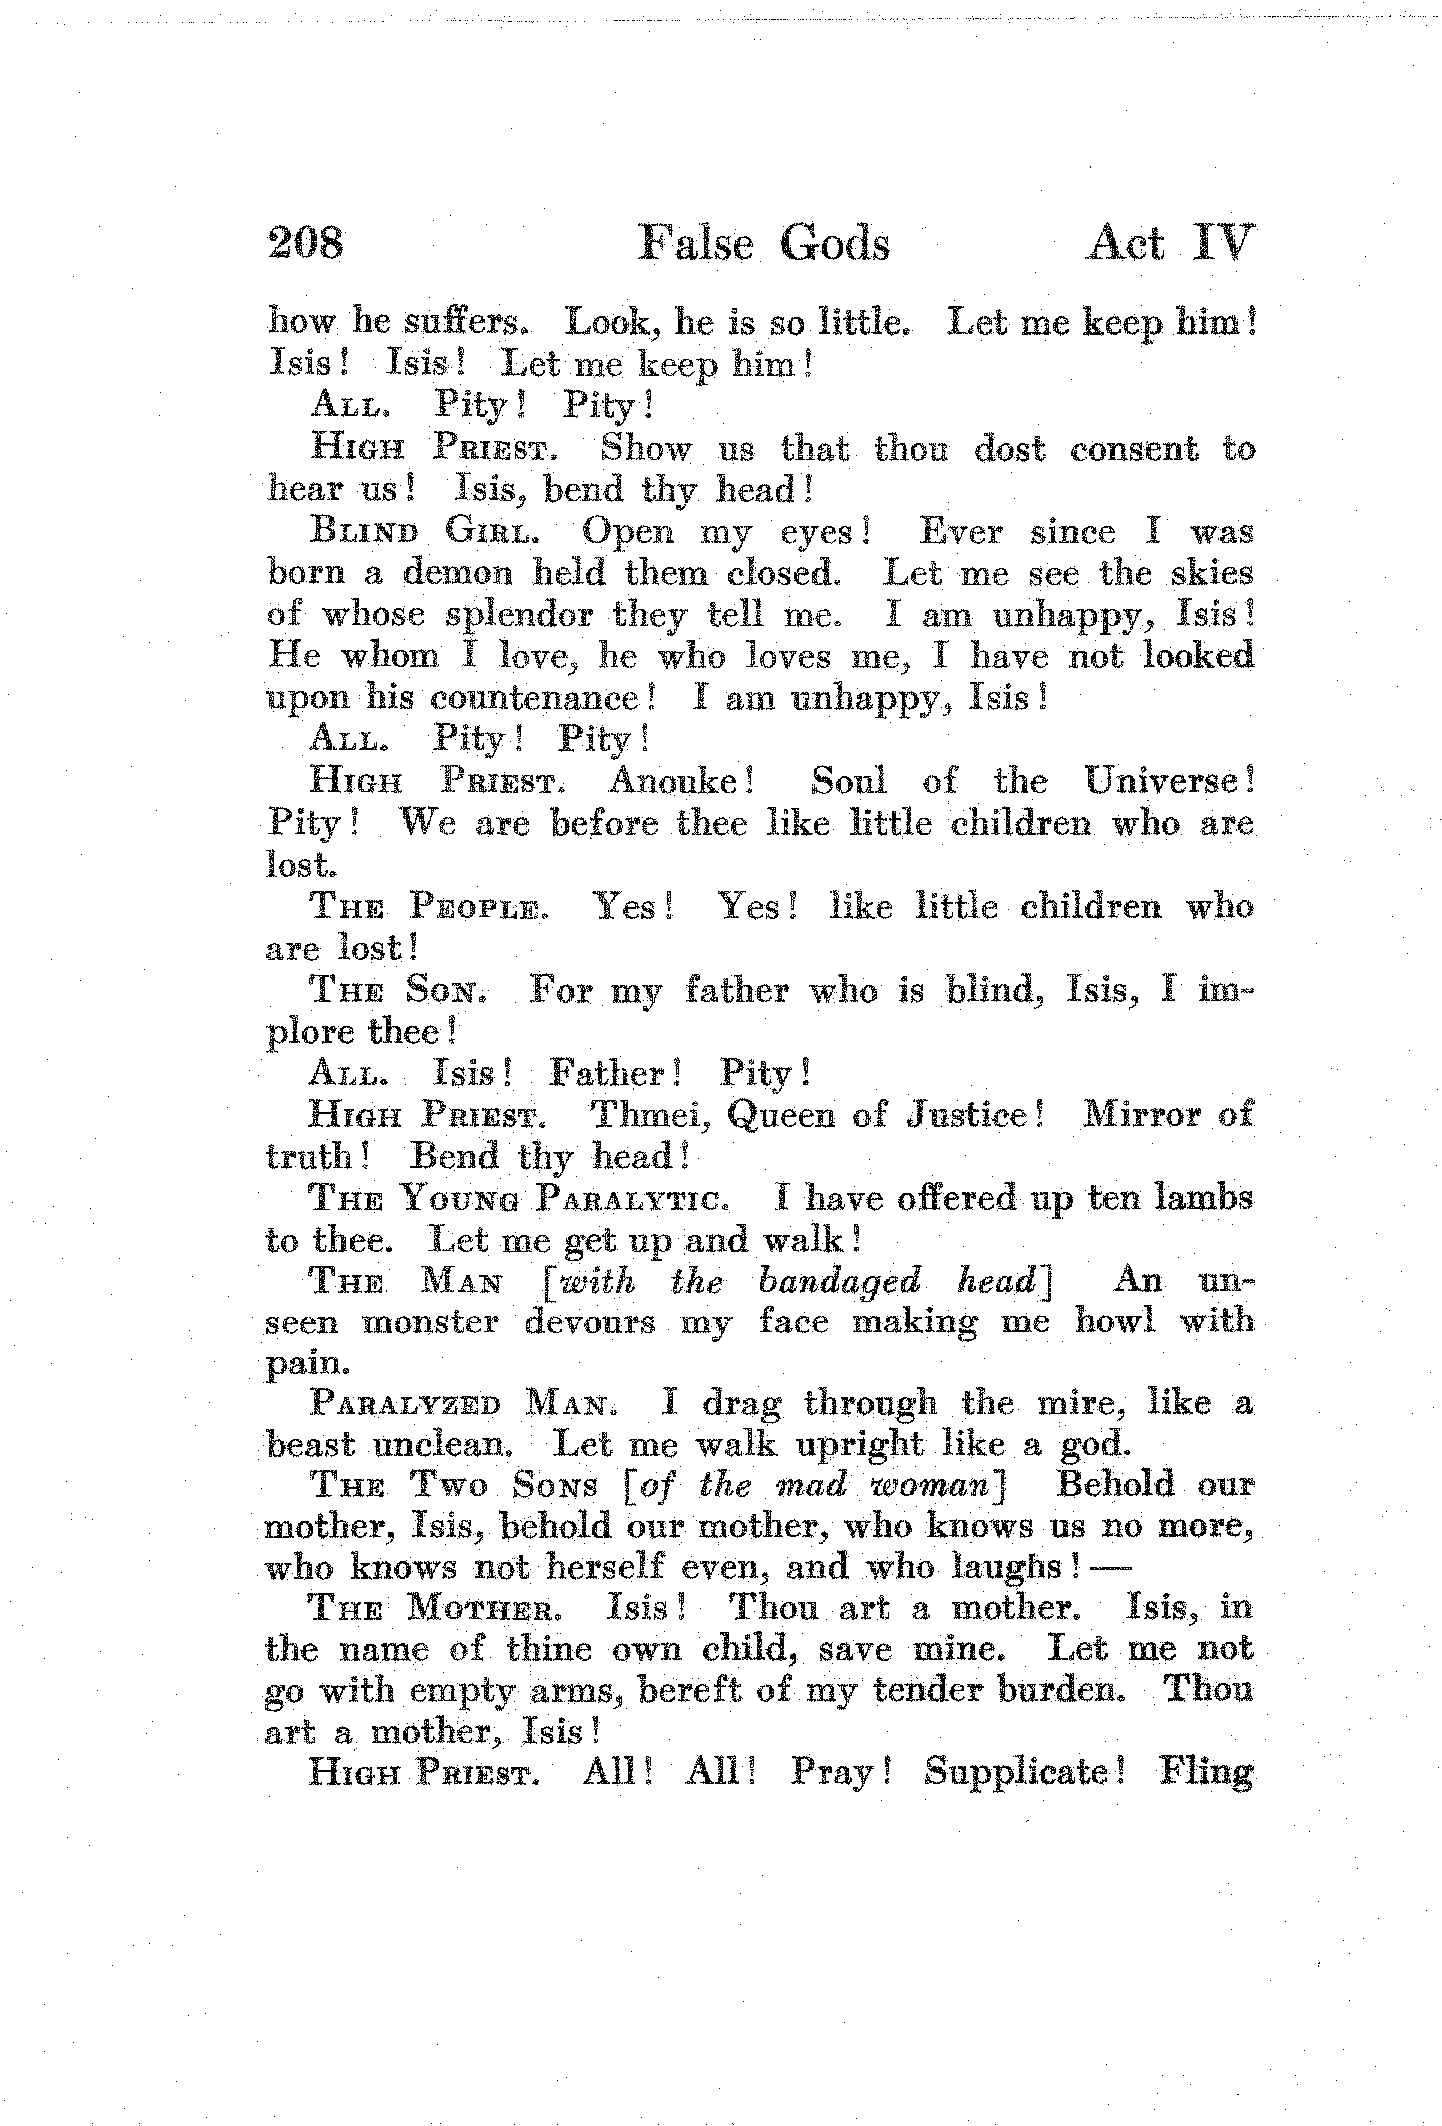 208 False Gods Act IV
how he suffers. Look, he is so little. Let me keep him!
Isis! Isis! Let me keep him!
ALL. Pity! Pity!
HIGH PRIEST. Show us that thou dost consent to
hear us! Isis, bend thy head!
BLIND GIRL. Open my eyes! Ever since I was
born a demon held them closed. Let me see the skies
of whose splendor they tell me. I am unhappy, Isis!
He whom I love, he who loves me, I have not looked
upon his countenance! I am unhappy, Isis!
ALL. Pity! Pity!
HIGH PRIEST. Anouke! Soul of the Universe!
Pity! We are before thee like little children who are
lost.
THE PEOPLE. Yes! Yes! like little children who
are lost!
THE SON. For my father who is blind, Isis, I im-
plore thee!
ALL. Isis! Father! Pity!
HIGH PRIEST. Thmei, Queen of Justice! Mirror of
truth! Bend thy head!
THE YOUNG PARALYTIC. I have offered up ten lambs
to thee. Let me get up and walk!
THE MAN [with the bandaged head] An un-
seen monster devours my face making me howl with
pain.
PARALYZED MAN. I drag through the mire, like a
beast unclean. Let me walk upright like a god.
THE TWO SONS [of the mad woman] Behold our
mother, Isis, behold our mother, who knows us no more,
who knows not herself even, and who laughs!—
THE MOTHER. Isis! Thou art a mother. Isis, in
the name of thine own child, save mine. Let me not
go with empty arms, bereft of my tender burden. Thou
art a mother, Isis!
HIGH PRIEST. All! All! Pray! Supplicate! Fling